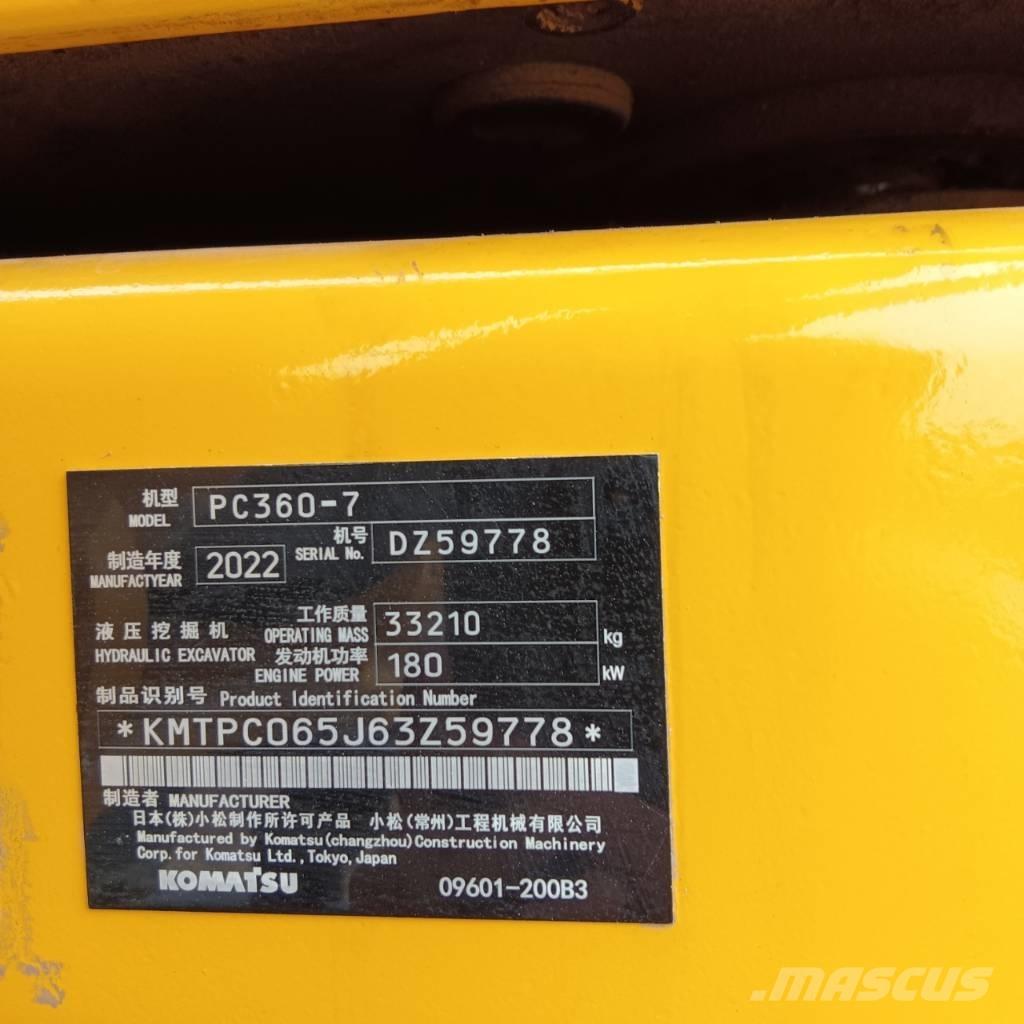 机型 PC360-7
MODEL
机号 DZ59778
SERIAL No.
制造年度 2022
MANUFACTYEAR
工作质量 33210 kg
液压挖掘机 OPERATING MASS
HYDRAULIC EXCAVATOR 发动机功率 180 kW
ENGINE POWER
制品识别号 Product Identification Number
*KMTPC065J63Z59778*
制造者 MANUFACTURER
日本(株)小松制作所许可产品 小松(常州)工程机械有限公司
Manufactured by Komatsu(changzhou)Construction Machinery
Corp.for Komatsu Ltd.,Tokyo,Japan
KOMATSU 09601-200B3
MASCUS